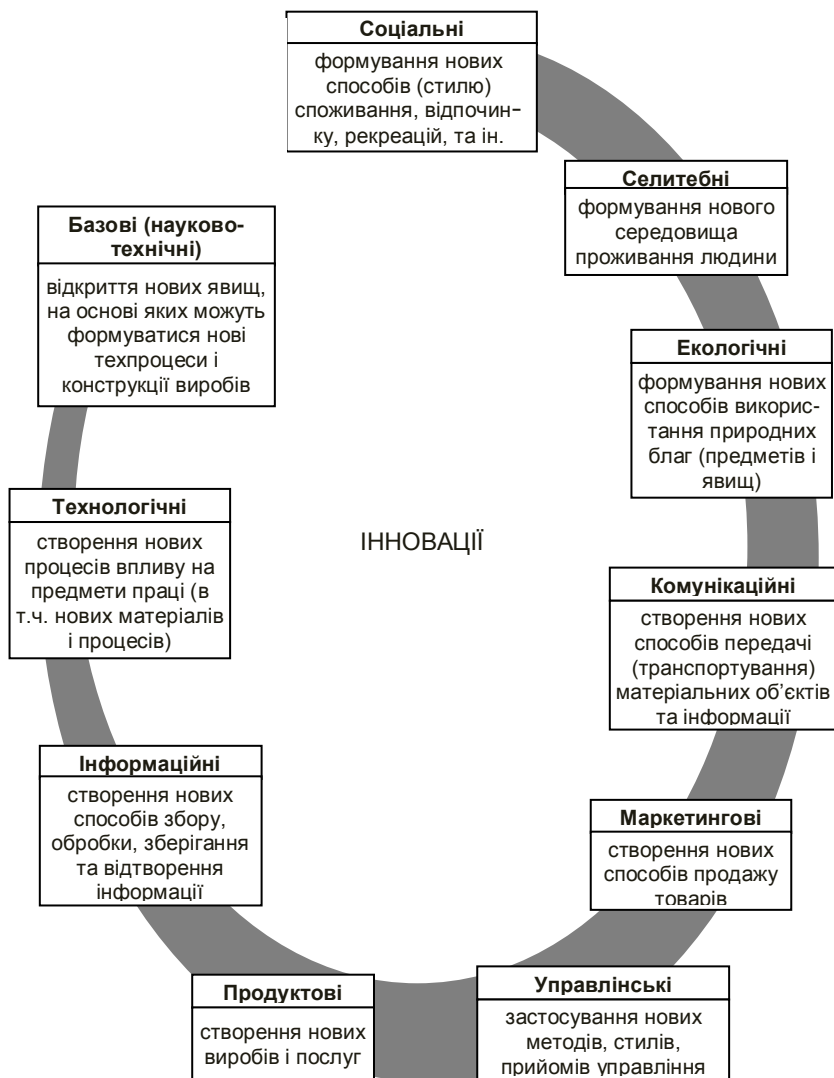 Соціальні
формування нових
способів (стилю)
споживання, відпочин-
ку, рекреацій, та ін.
Селитебні
формування нового
середовища
проживання людини
Базові (науково-
технічні)
відкриття нових явищ,
на основі яких можуть
формуватися нові
техпроцеси і
конструкції виробів
Екологічні
формування нових
способів викорис-
тання природних
благ (предметів і
явищ)
Технологічні
створення нових
процесів впливу на
предмети праці (в
т.ч. нових матеріалів
і процесів)
ІННОВАЦІЇ
Комунікаційні
створення нових
способів передачі
(транспортування)
матеріальних об’єктів
та інформації
Інформаційні
створення нових
способів збору,
обробки, зберігання
та відтворення
інформації
Маркетингові
створення нових
способів продажу
товарів
Продуктові
створення нових
виробів і послуг
Управлінські
застосування нових
методів, стилів,
прийомів управління